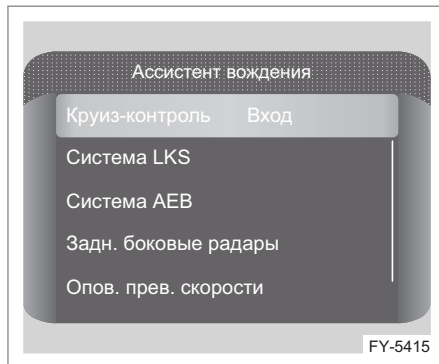 Ассистент вождения
Круиз-контроль Вход
Система LKS
Система AEB
Задн. боковые радары
Опов. прев. скорости
FY-5415